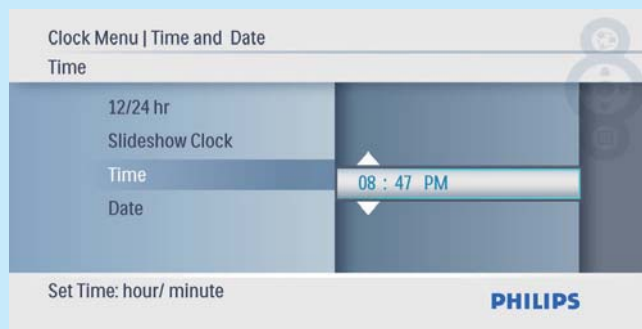 Clock Menu | Time and Date
Time
12/24 hr
Slideshow Clock
Time
08 : 47 PM
Date
Set Time: hour/ minute
PHILIPS